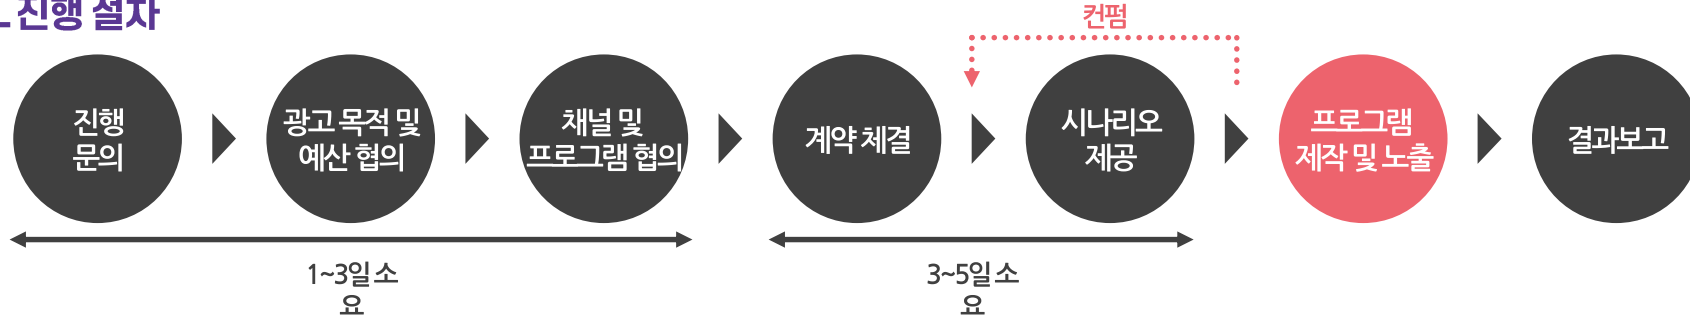 진행 절차
컨펌
진행
문의
광고 목적 및
예산 협의
채널 및
프로그램 협의
계약 체결
시나리오
제공
프로그램
제작 및 노출
결과보고
1~3일 소
요
3~5일 소
요